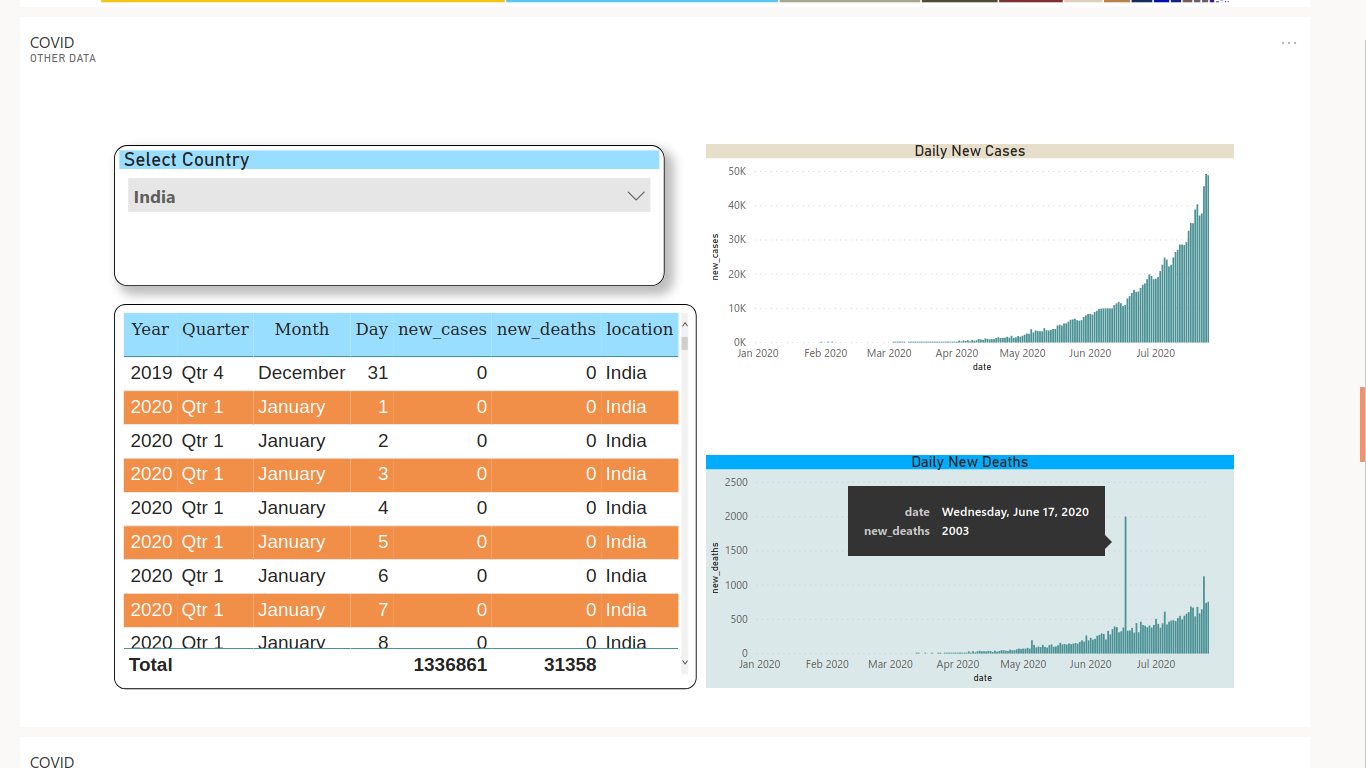 COVID
OTHER DATA
...
Select Country
India
Year Quarter Month Day new_cases new_deaths location
2019 Qtr 4 December 31 0 0 India
2020 Qtr 1 January 1 0 0 India
2020 Qtr 1 January 2 0 0 India
2020 Qtr 1 January 3 0 0 India
2020 Qtr 1 January 4 0 0 India
2020 Qtr 1 January 5 0 0 India
2020 Qtr 1 January 6 0 0 India
2020 Qtr 1 January 7 0 0 India
2020 Qtr 1 January 8 0 0 India
Total 1336861 31358
Daily New Cases
new_cases
50K
40K
30K
20K
10K
0K
Jan 2020 Feb 2020 Mar 2020 Apr 2020 May 2020 Jun 2020 Jul 2020
date
Daily New Deaths
new_deaths
2500
2000
1500
1000
500
0
date Wednesday, June 17, 2020
new_deaths 2003
Jan 2020 Feb 2020 Mar 2020 Apr 2020 May 2020 Jun 2020 Jul 2020
date
COVID